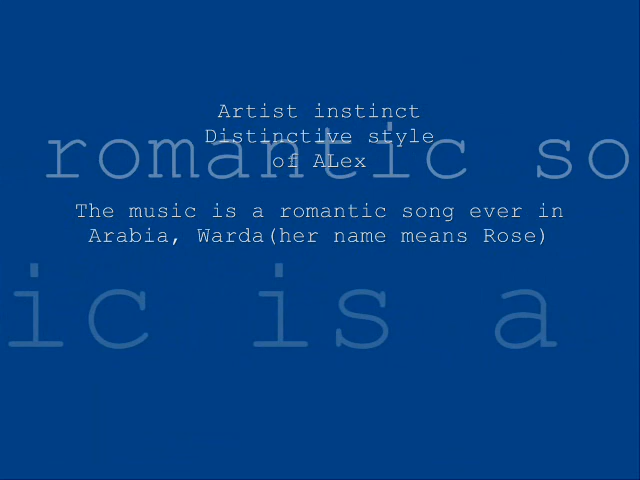 Artist instinct
Distinctive style
romantic so
of ALex
The music is a romantic song ever in
Arabia, Warda(her name means Rose)
ic is a